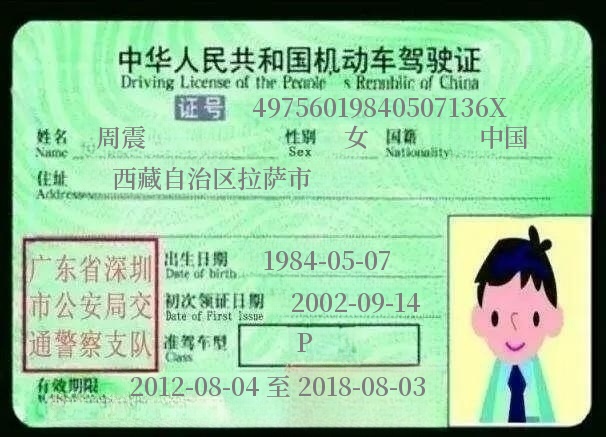 中华人民共和国机动车驾驶证
Driving License of the People's Republic of China
证号 49756019840507136X
姓名 周震 性别 女 国籍 中国
Name Sex Nationality
住址 西藏自治区拉萨市
Address
出生日期 1984-05-07
Date of birth
初次领证日期 2002-09-14
Date of First Issue
准驾车型 P
Class
广东省深圳
市公安局交
通警察支队
有效期限 2012-08-04 至 2018-08-03